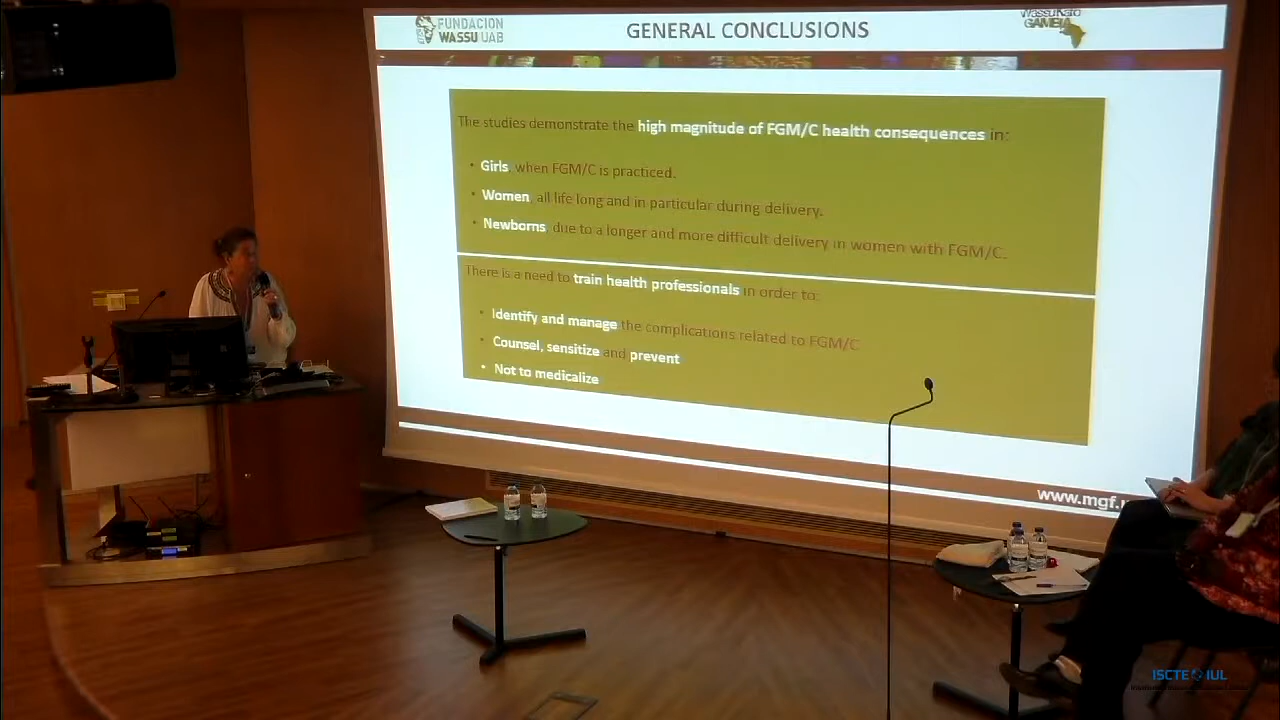 FUNDACION
WASSU UAB
GENERAL CONCLUSIONS
Wassu Kafo
GAMBIA
The studies demonstrate the high magnitude of FGM/C health consequences in:
• Girls, when FGM/C is practiced.
• Women, all life long and in particular during delivery.
• Newborns, due to a longer and more difficult delivery in women with FGM/C.
There is a need to train health professionals in order to:
• Identify and manage the complications related to FGM/C
• Counsel, sensitize and prevent
• Not to medicalize
www.mgf.
ISCTE IUL